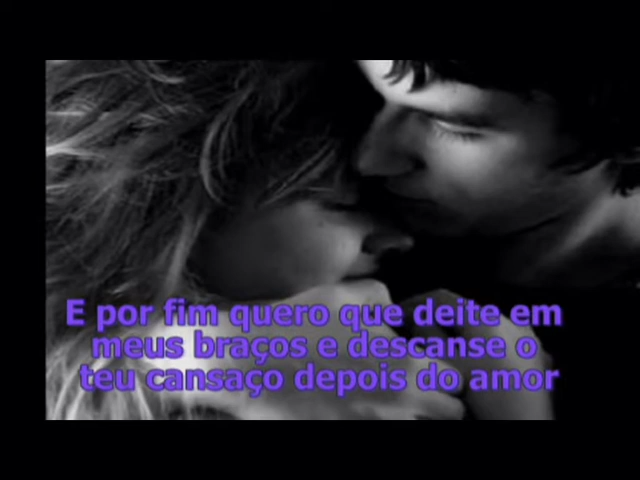 E por fim quero que deite em
meus braços e descanse o
teu cansaço depois do amor